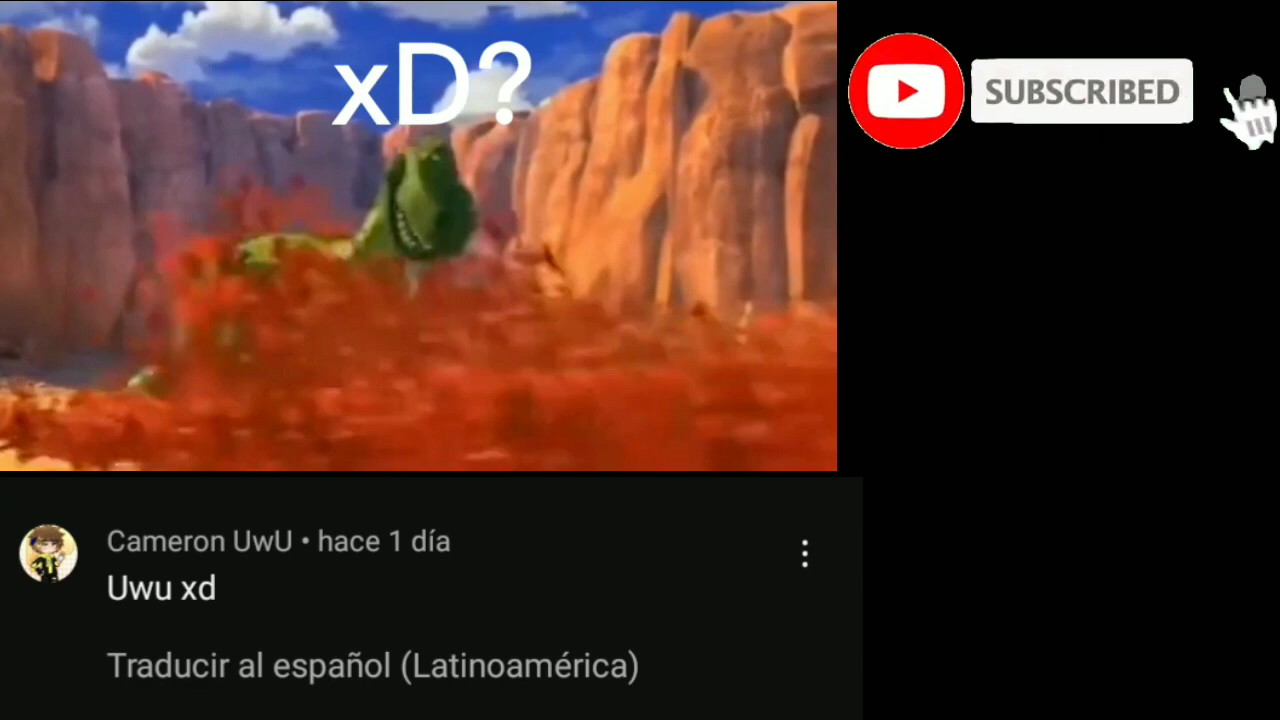 xD?
SUBSCRIBED
Cameron UwU • hace 1 día
Uwu xd
Traducir al español (Latinoamérica)